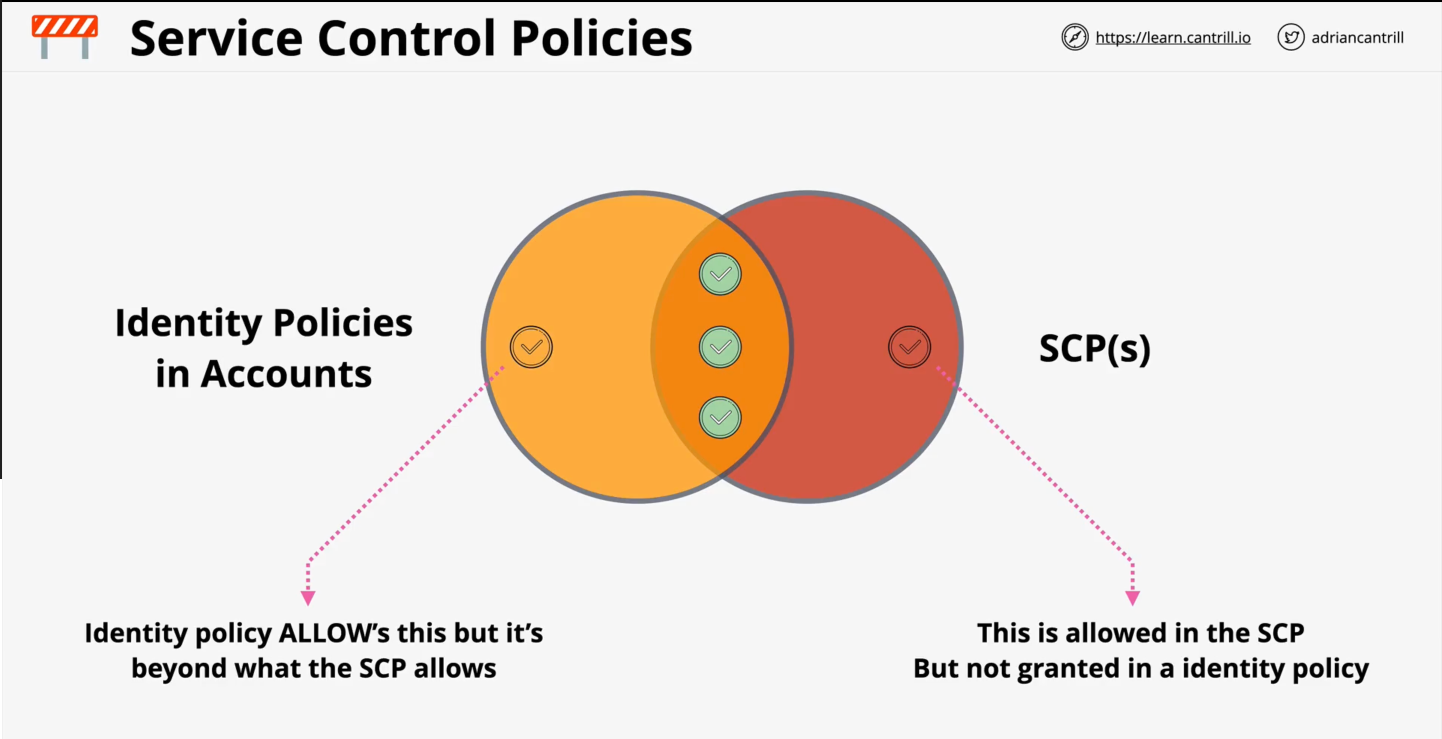 Service Control Policies
https://learn.cantrill.io
adriancantrill
Identity Policies
in Accounts
SCP(s)
Identity policy ALLOW’s this but it’s
beyond what the SCP allows
This is allowed in the SCP
But not granted in a identity policy